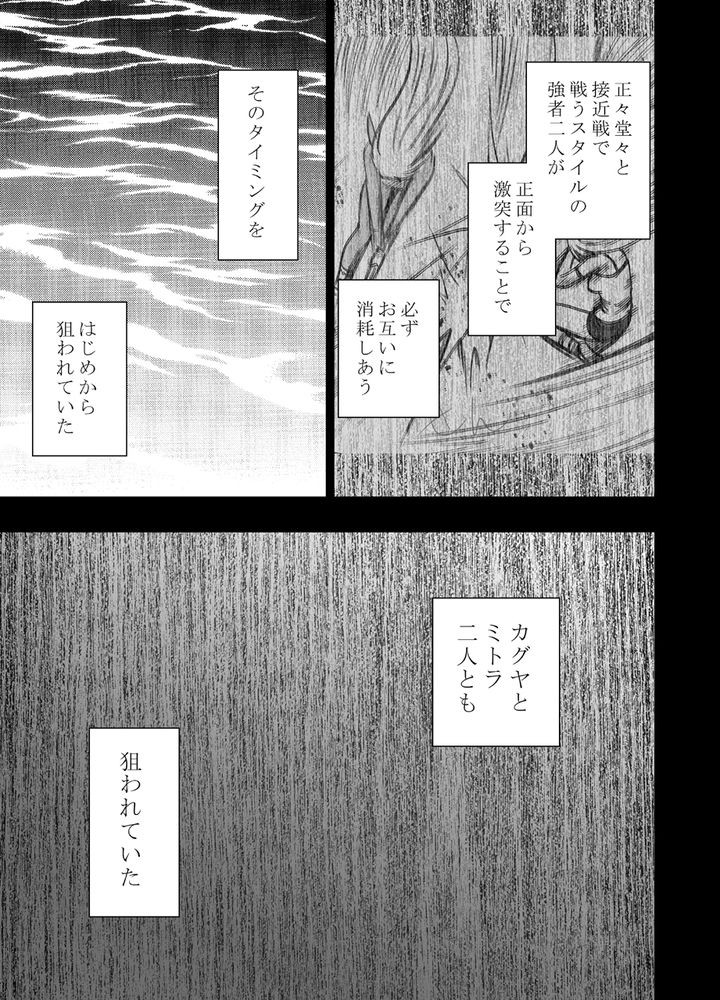 正々堂々と
接近戦で
戦うスタイルの
強者二人が
正面から
激突することで
必ず
お互いに
消耗しあう
そのタイミングを
はじめから
狙われていた
カグヤと
ミトラ
二人とも
狙われていた